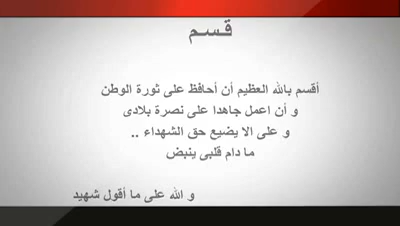 قسم
أقسم بالله العظيم أن أحافظ على ثورة الوطن
و أن اعمل جاهدا على نصرة بلادى
و على الا يضيع حق الشهداء ..
ما دام قلبى ينبض
و الله على ما أقول شهيد